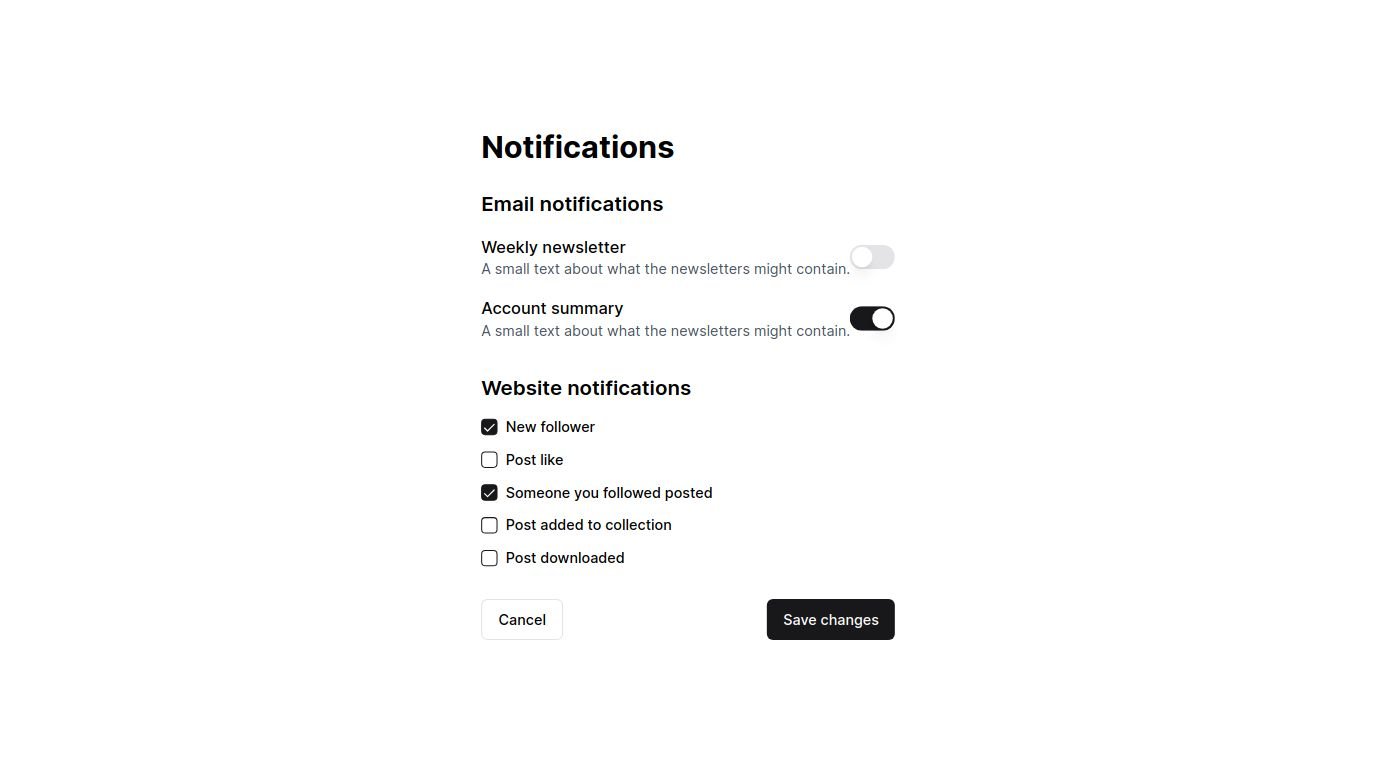 Notifications
Email notifications
Weekly newsletter
A small text about what the newsletters might contain.
Account summary
A small text about what the newsletters might contain.
Website notifications
New follower
Post like
Someone you followed posted
Post added to collection
Post downloaded
Cancel
Save changes